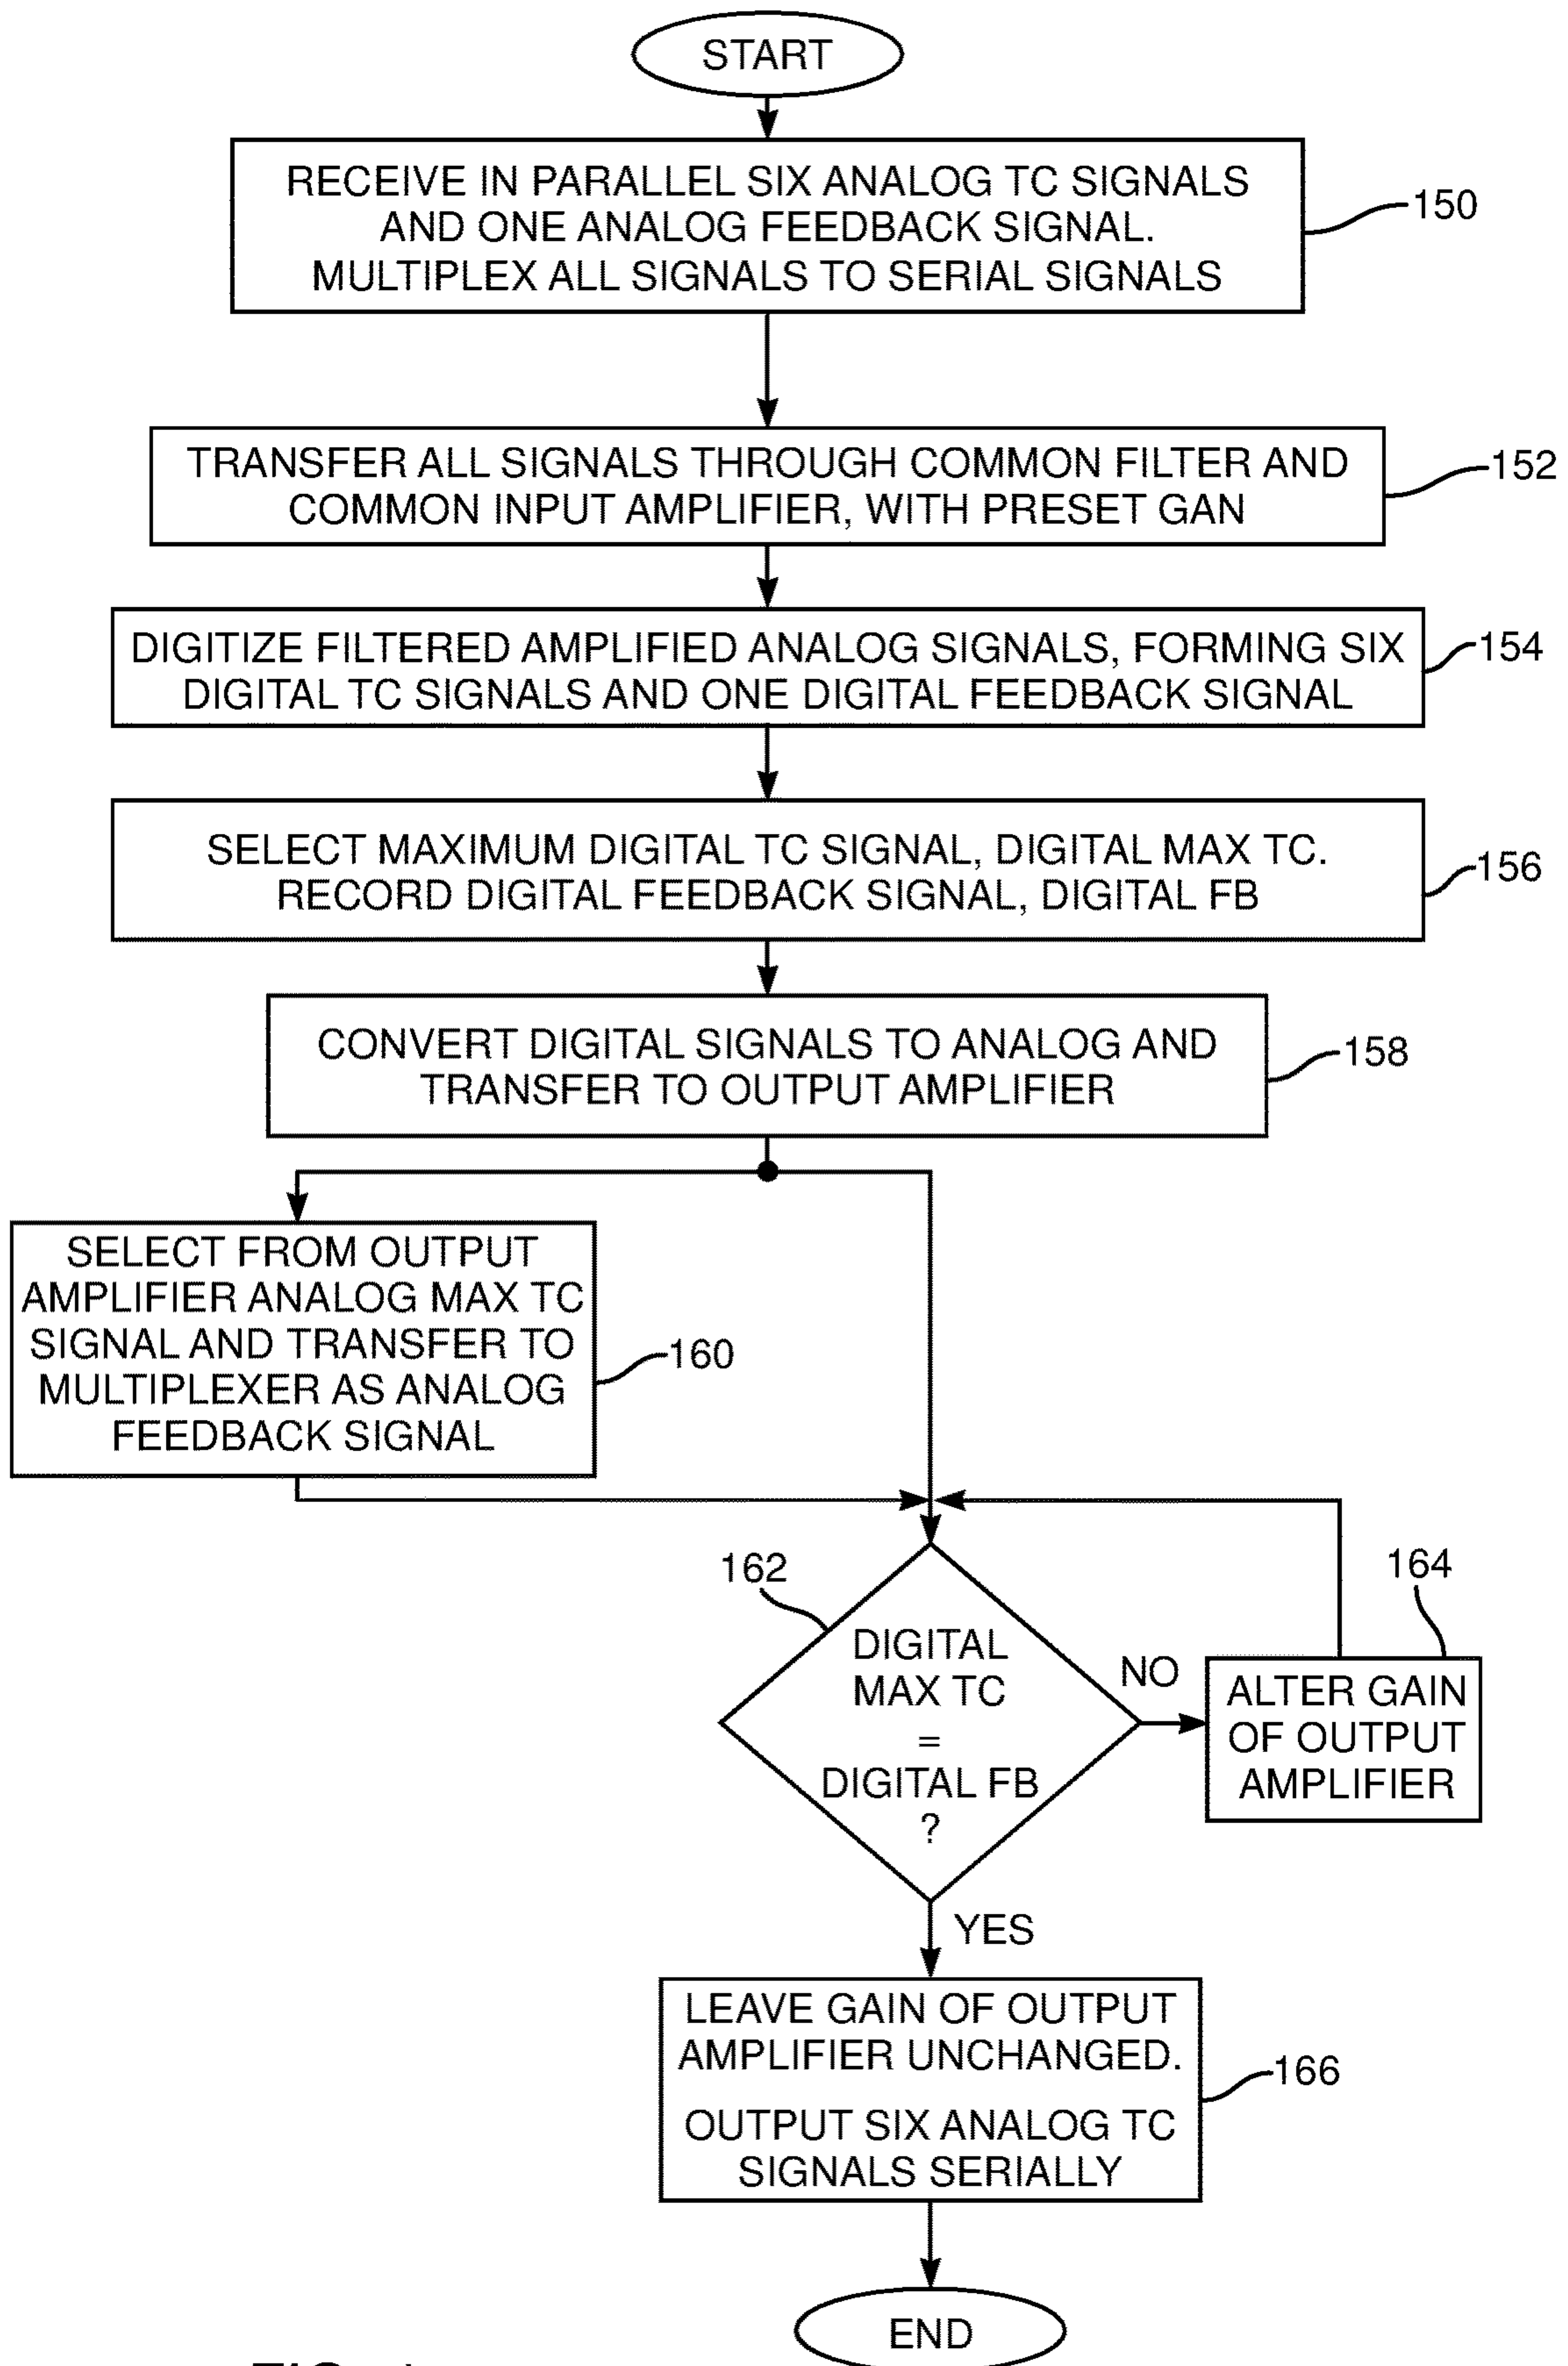 START
RECEIVE IN PARALLEL SIX ANALOG TC SIGNALS
AND ONE ANALOG FEEDBACK SIGNAL.
MULTIPLEX ALL SIGNALS TO SERIAL SIGNALS
150
TRANSFER ALL SIGNALS THROUGH COMMON FILTER AND
COMMON INPUT AMPLIFIER, WITH PRESET GAN
152
DIGITIZE FILTERED AMPLIFIED ANALOG SIGNALS, FORMING SIX
DIGITAL TC SIGNALS AND ONE DIGITAL FEEDBACK SIGNAL
154
SELECT MAXIMUM DIGITAL TC SIGNAL, DIGITAL MAX TC.
RECORD DIGITAL FEEDBACK SIGNAL, DIGITAL FB
156
CONVERT DIGITAL SIGNALS TO ANALOG AND
TRANSFER TO OUTPUT AMPLIFIER
158
SELECT FROM OUTPUT
AMPLIFIER ANALOG MAX TC
SIGNAL AND TRANSFER TO
MULTIPLEXER AS ANALOG
FEEDBACK SIGNAL
160
162
DIGITAL
MAX TC
=
DIGITAL FB
?
NO
164
ALTER GAIN
OF OUTPUT
AMPLIFIER
YES
LEAVE GAIN OF OUTPUT
AMPLIFIER UNCHANGED.
OUTPUT SIX ANALOG TC
SIGNALS SERIALLY
166
END